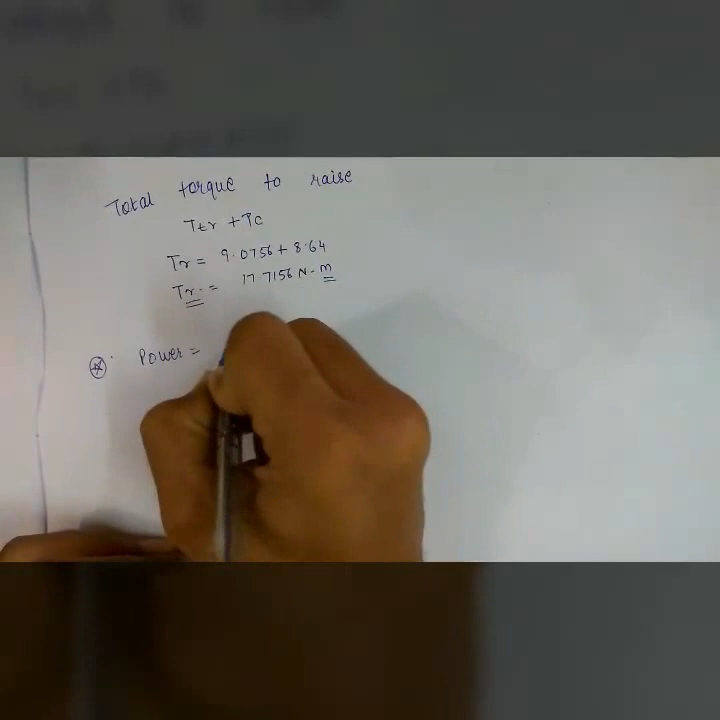 Total torque to raise
Ttr + Tc
Tr = 9.0756 + 8.64
Tr = 17.7156 N-m
Power =